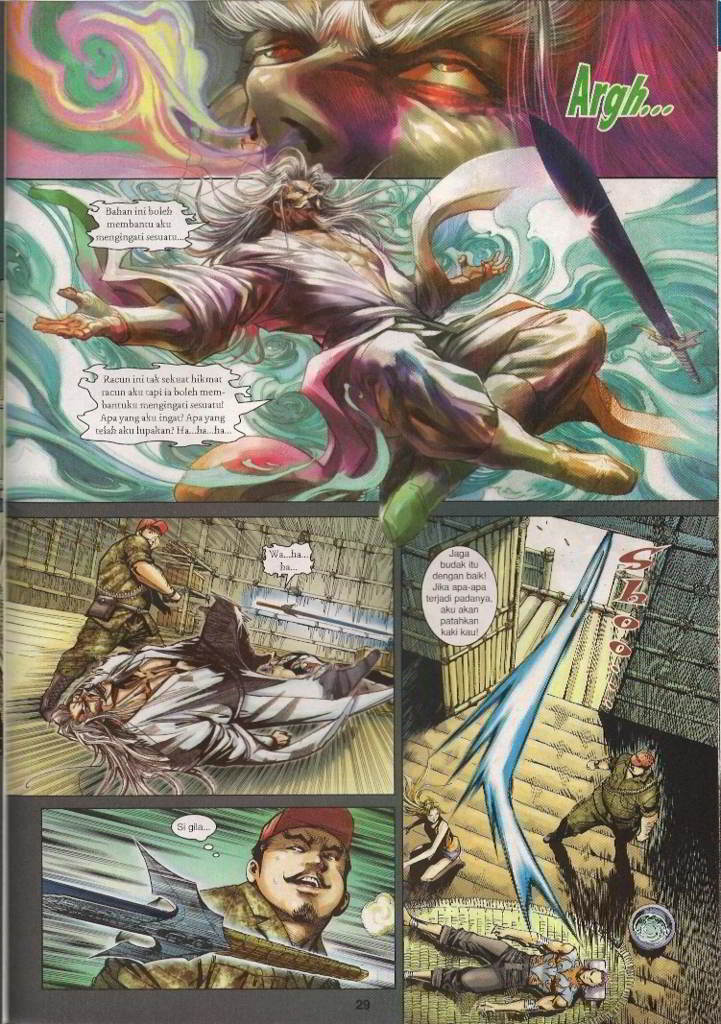 Argh...
Bahan ini boleh
membantu aku
mengingati sesuatu...
Racun ini tak sekuat hikmat
racun aku tapi ia boleh mem-
bantuku mengingati sesuatu!
Apa yang aku ingat? Apa yang
telah aku lupakan? Ha...ha...ha...
Wa...ha...
ha...
Jaga
budak itu
dengan baik!
Jika apa-apa
terjadi padanya,
aku akan
patahkan
kaki kau!
Si gila...
29